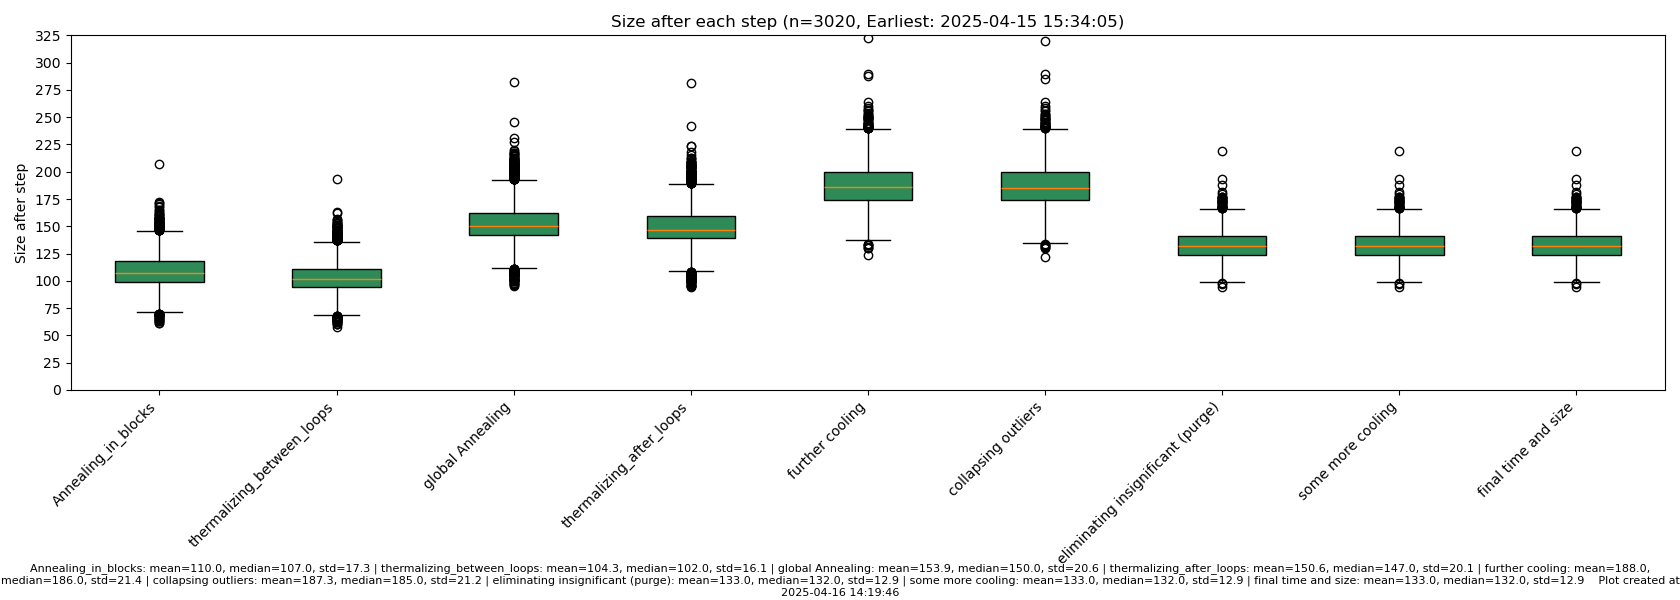 Size after each step (n=3020, Earliest: 2025-04-15 15:34:05)
325
300
275
250
225
200
175
150
125
100
75
50
25
0
Size after step
Annealing_in_blocks
thermalizing_between_loops
global Annealing
thermalizing_after_loops
further cooling
collapsing outliers
eliminating insignificant (purge)
some more cooling
final time and size
Annealing_in_blocks: mean=110.0, median=107.0, std=17.3 | thermalizing_between_loops: mean=104.3, median=102.0, std=16.1 | global Annealing: mean=153.9, median=150.0, std=20.6 | thermalizing_after_loops: mean=150.6, median=147.0, std=20.1 | further cooling: mean=188.0,
median=186.0, std=21.4 | collapsing outliers: mean=187.3, median=185.0, std=21.2 | eliminating insignificant (purge): mean=133.0, median=132.0, std=12.9 | some more cooling: mean=133.0, median=132.0, std=12.9 | final time and size: mean=133.0, median=132.0, std=12.9    Plot created at
2025-04-16 14:19:46